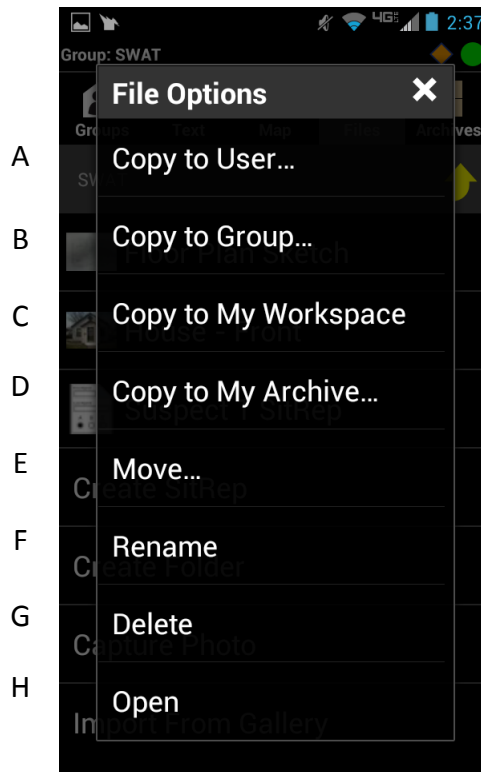 4G 2:37
Group: SWAT
File Options
Groups Text Map Files Archives
A Copy to User...
SWAT
B Copy to Group...
Floor Plan Sketch
C Copy to My Workspace
House - Front
D Copy to My Archive...
Suspect 1 SitRep
E Move...
Create SitRep
F Rename
Create Folder
G Delete
Capture Photo
H Open
Import From Gallery